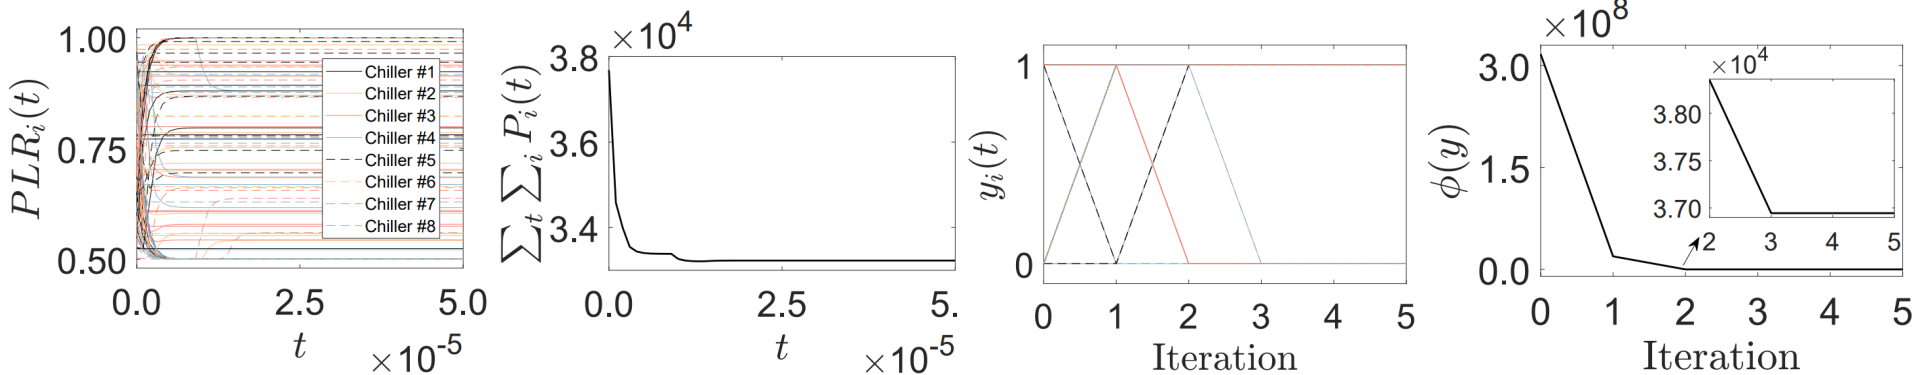 PLR_i(t)
1.00
0.75
0.50
Chiller #1
Chiller #2
Chiller #3
Chiller #4
Chiller #5
Chiller #6
Chiller #7
Chiller #8
0.0 2.5 5.0
t
×10^-5
∑_t ∑_i P_i(t)
×10^4
3.8
3.6
3.4
0.0 2.5 5.
t
×10^-5
y_i(t)
1
0
0 1 2 3 4 5
Iteration
ϕ(y)
×10^8
3.0
1.5
0.0
×10^4
3.80
3.75
3.70
2 3 4 5
0 1 2 3 4 5
Iteration